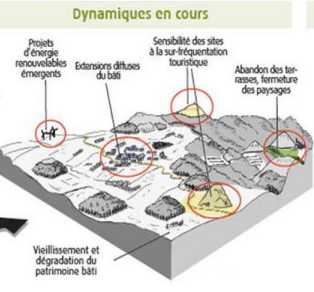 Dynamiques en cours
Projets
d'énergie
renouvelables
émergents
Extensions diffuses
du bâti
Sensibilité des sites
à la sur-fréquentation
touristique
Abandon des ter-
rasses, fermeture
des paysages
Vieillissement et
dégradation du
patrimoine bâti